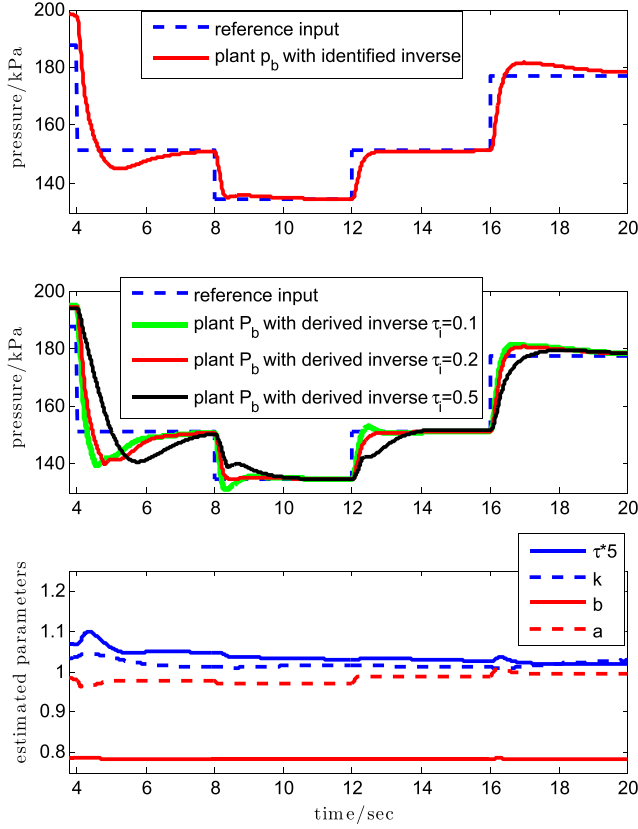 200
180
160
140
pressure/kPa
reference input
plant p_b with identified inverse
4 6 8 10 12 14 16 18 20
200
180
160
140
pressure/kPa
reference input
plant P_b with derived inverse τ_i=0.1
plant P_b with derived inverse τ_i=0.2
plant P_b with derived inverse τ_i=0.5
4 6 8 10 12 14 16 18 20
1.2
1.1
1
0.9
0.8
estimated parameters
τ*5
k
b
a
4 6 8 10 12 14 16 18 20
time/sec